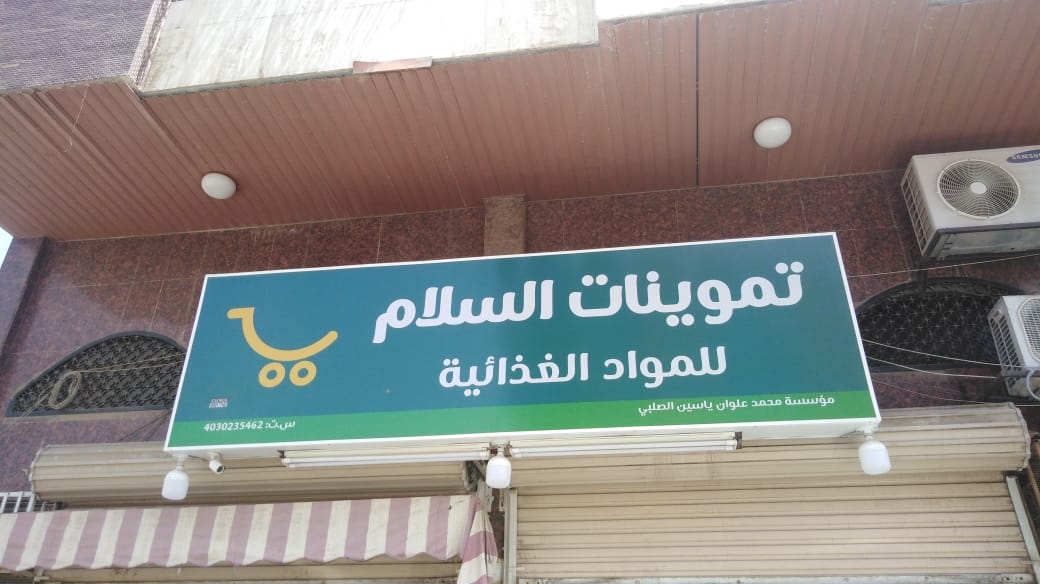 تموينات السلام
للمواد الغذائية
مؤسسة محمد علوان ياسين الصلبي
س.ت: 4030235462
SAMSUNG